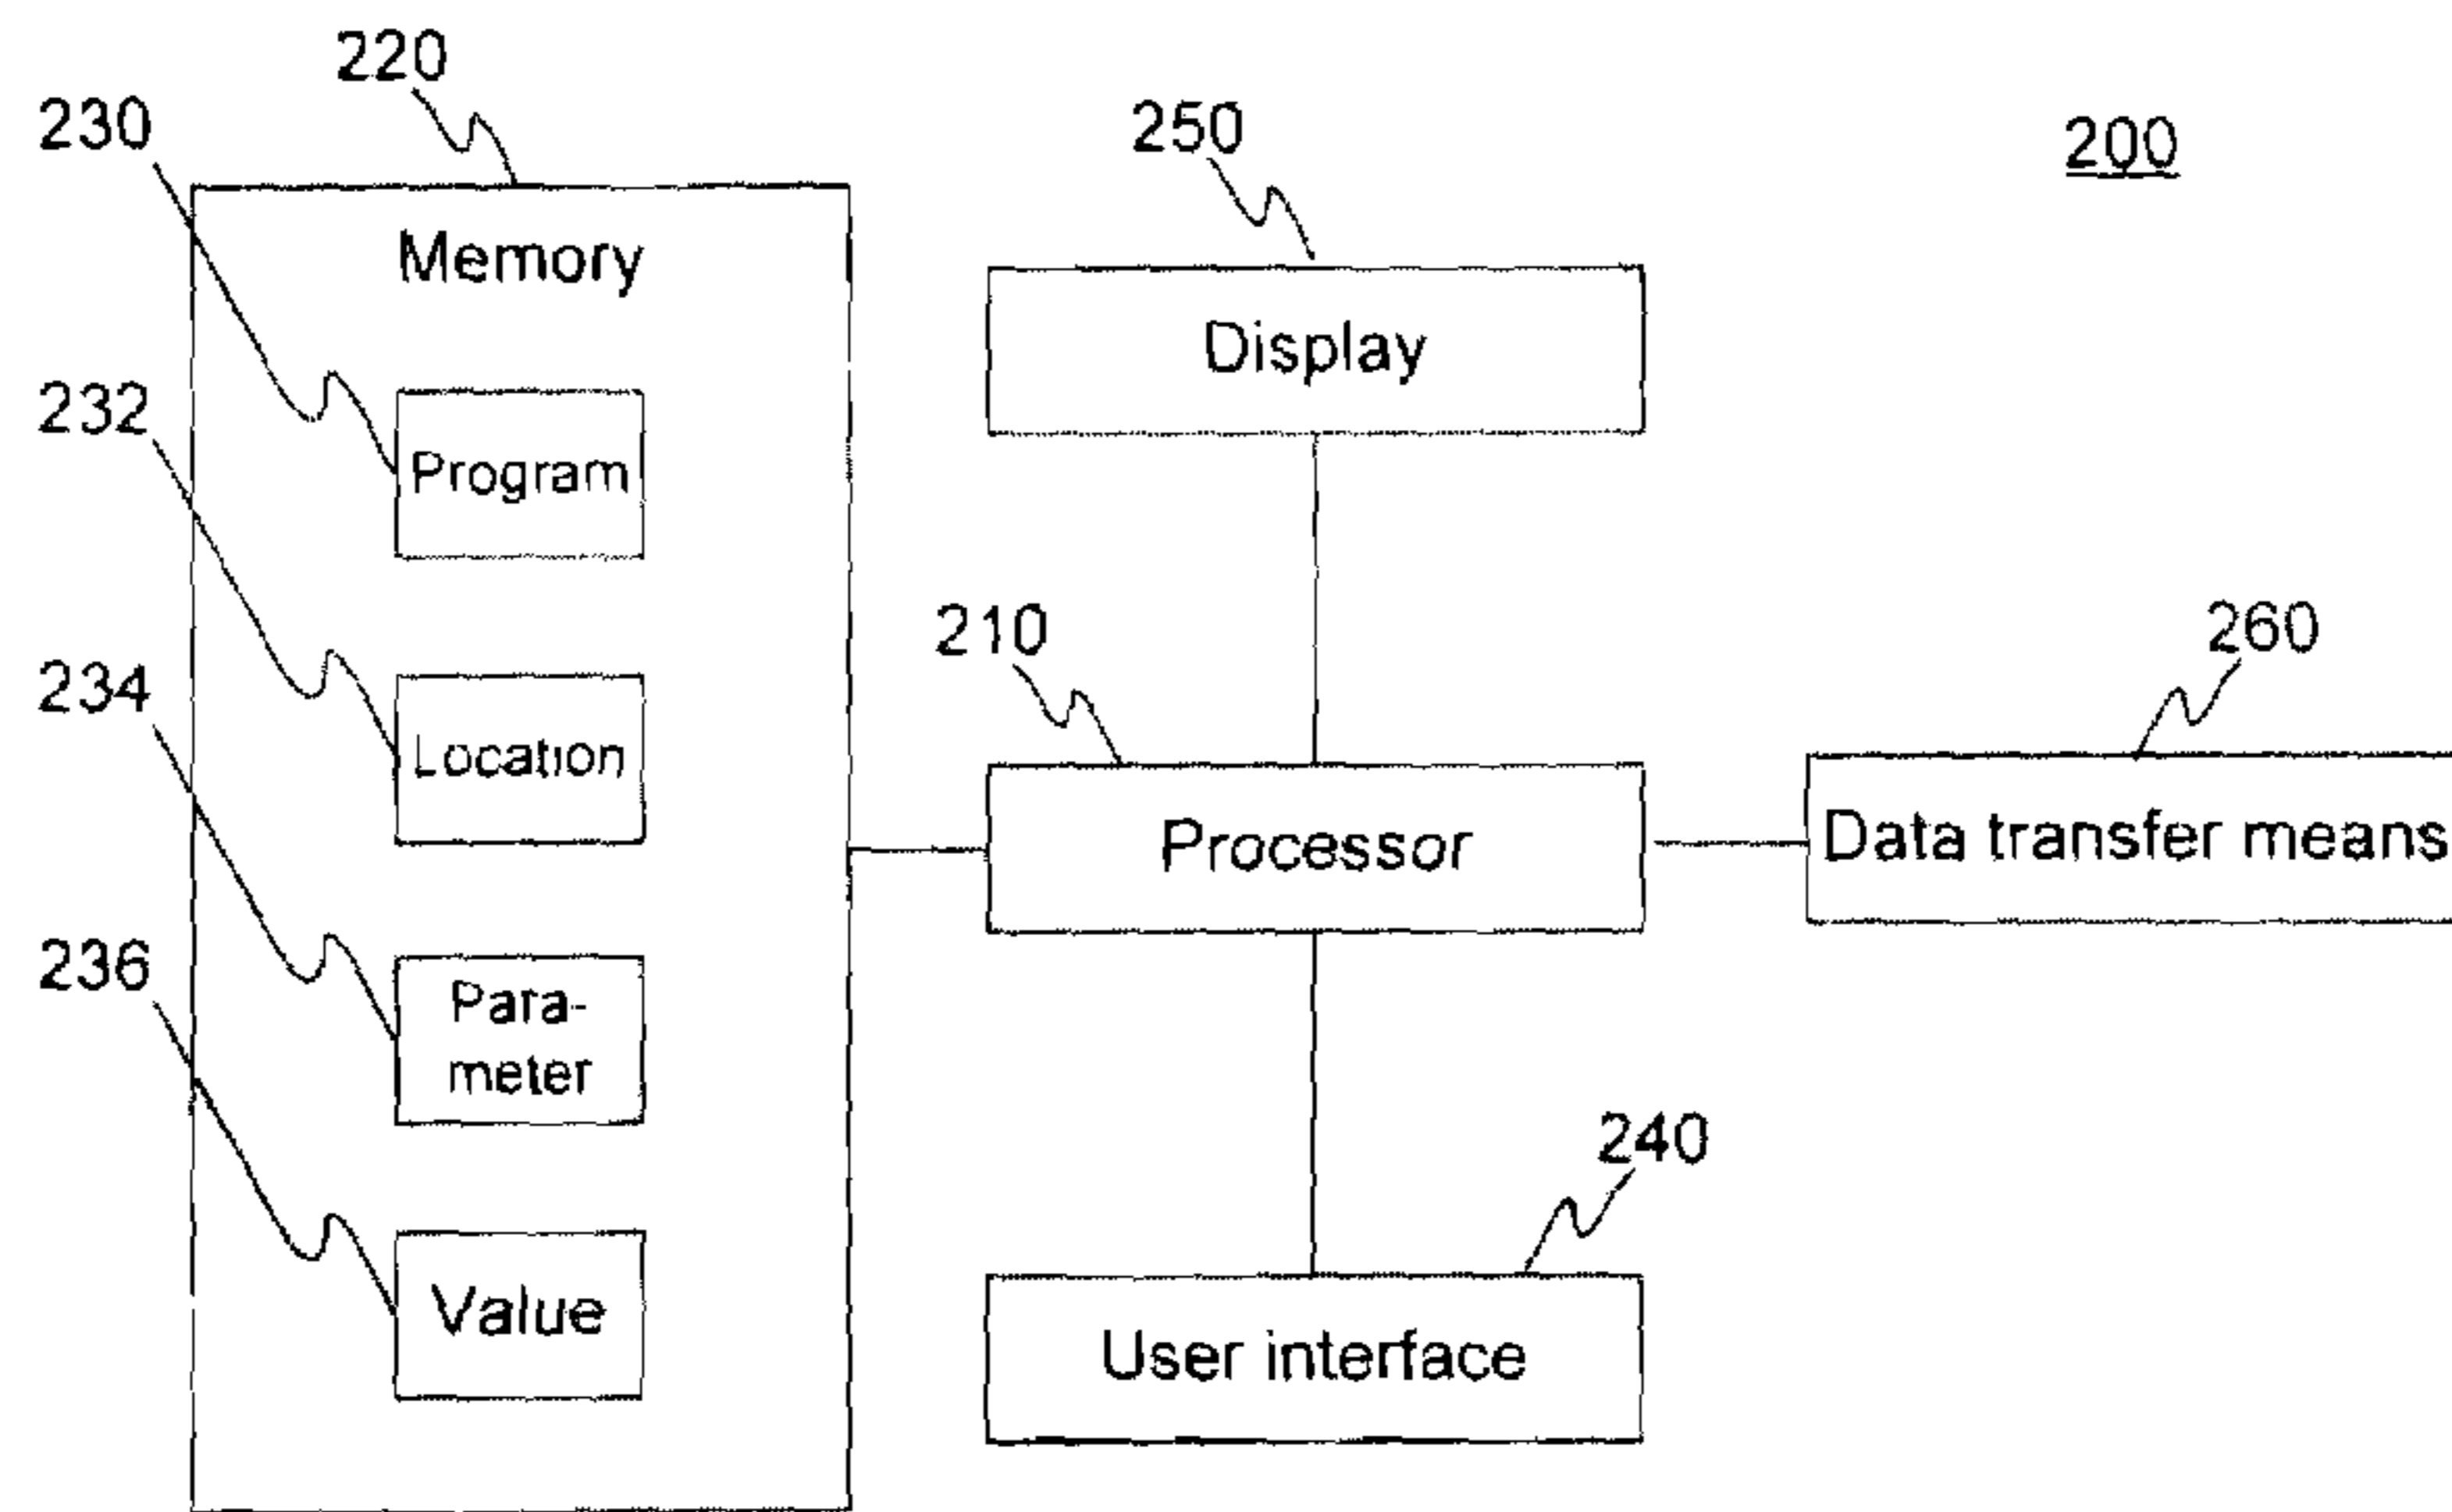 220
230
250
200
Memory
Display
232
Program
210
260
234
Location
Processor
Data transfer means
236
Para-
meter
240
Value
User interface